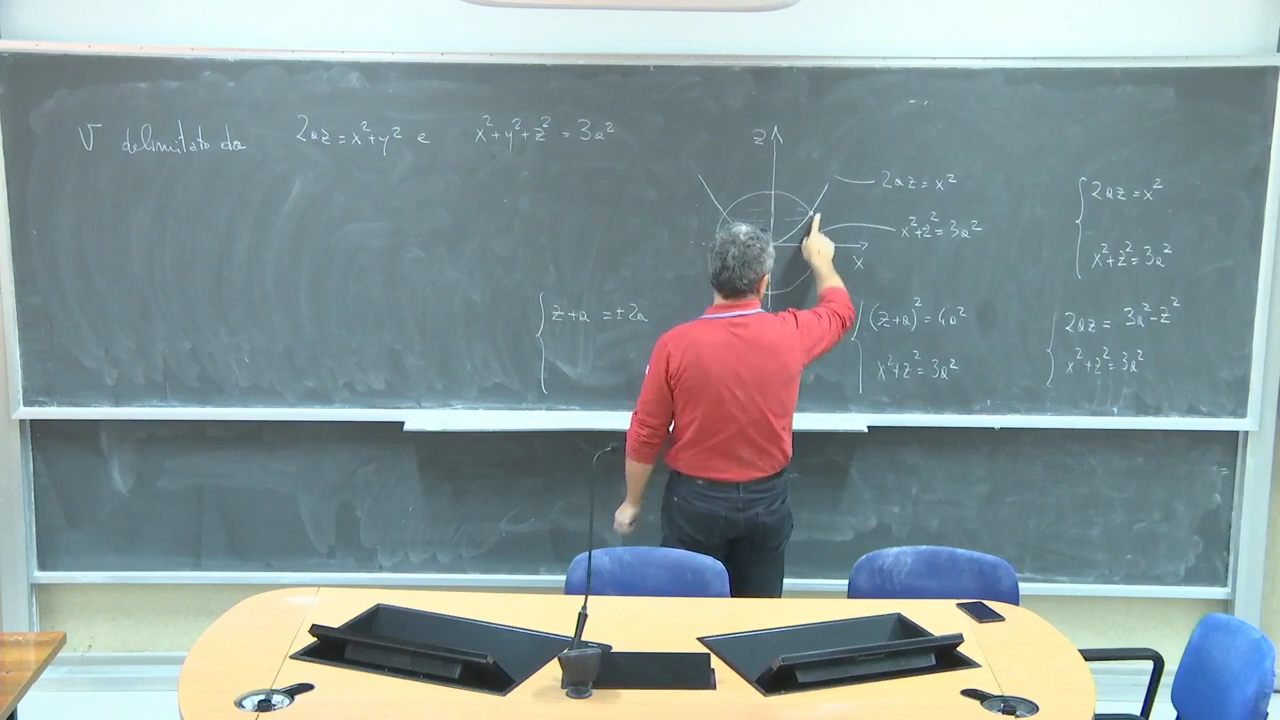 V delimitato da 2az = x²+y² e x²+y²+z² = 3a²
z
2az = x²
x²+z² = 3a²
x
{ 2az = x²
x²+z² = 3a²
{ z+a = ±2a
{ (z+a)² = 4a²
x²+z² = 3a²
{ 2az = 3a²-z²
x²+z² = 3a²